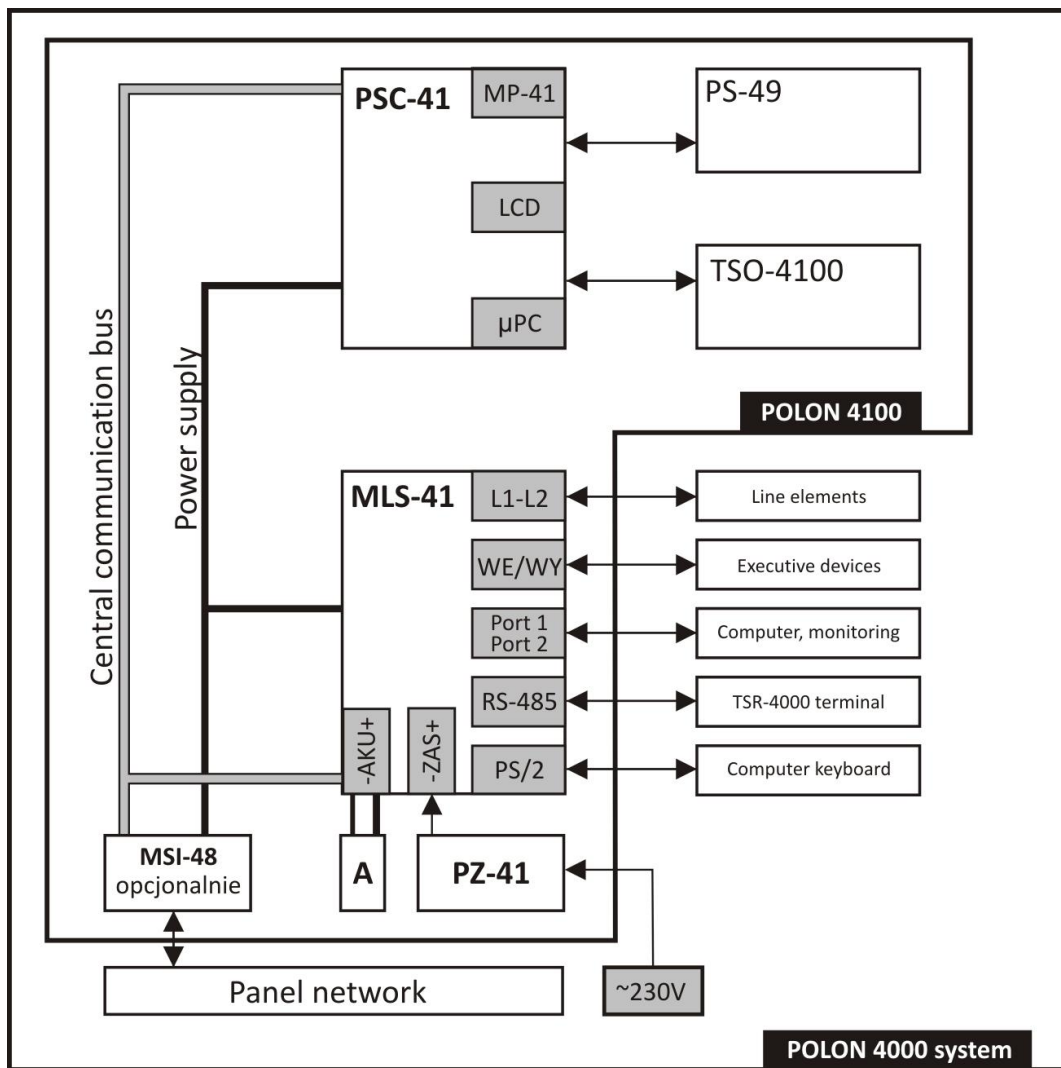 PSC-41
MP-41
LCD
µPC
PS-49
TSO-4100
POLON 4100
Central communication bus
Power supply
MLS-41
L1-L2
WE/WY
Port 1
Port 2
RS-485
PS/2
-AKU+
-ZAS+
Line elements
Executive devices
Computer, monitoring
TSR-4000 terminal
Computer keyboard
MSI-48
opcjonalnie
A
PZ-41
Panel network
~230V
POLON 4000 system